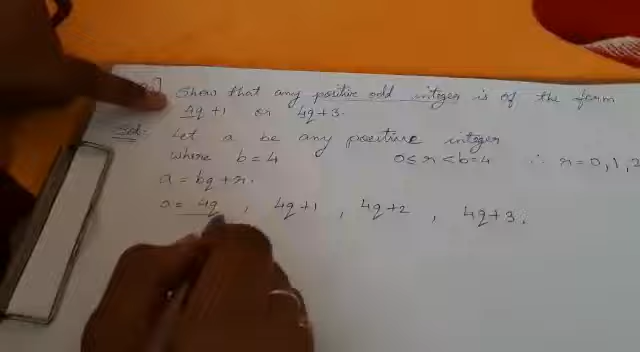 Show that any positive odd integer is of the form
4q + 1 or 4q + 3.
Sol:- Let a be any positive integer
where b = 4 0 ≤ r < b = 4 ∴ r = 0, 1, 2
a = bq + r.
a = 4q , 4q + 1 , 4q + 2 , 4q + 3 .